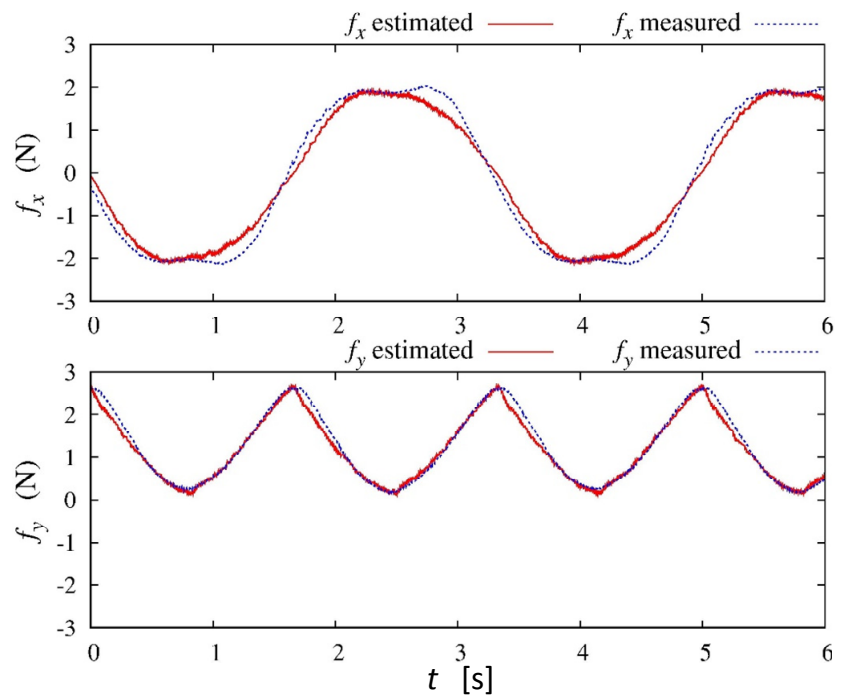 f_x estimated f_x measured
3
2
1
0
-1
-2
-3
f_x (N)
0 1 2 3 4 5 6
f_y estimated f_y measured
3
2
1
0
-1
-2
-3
f_y (N)
0 1 2 3 4 5 6
t [s]